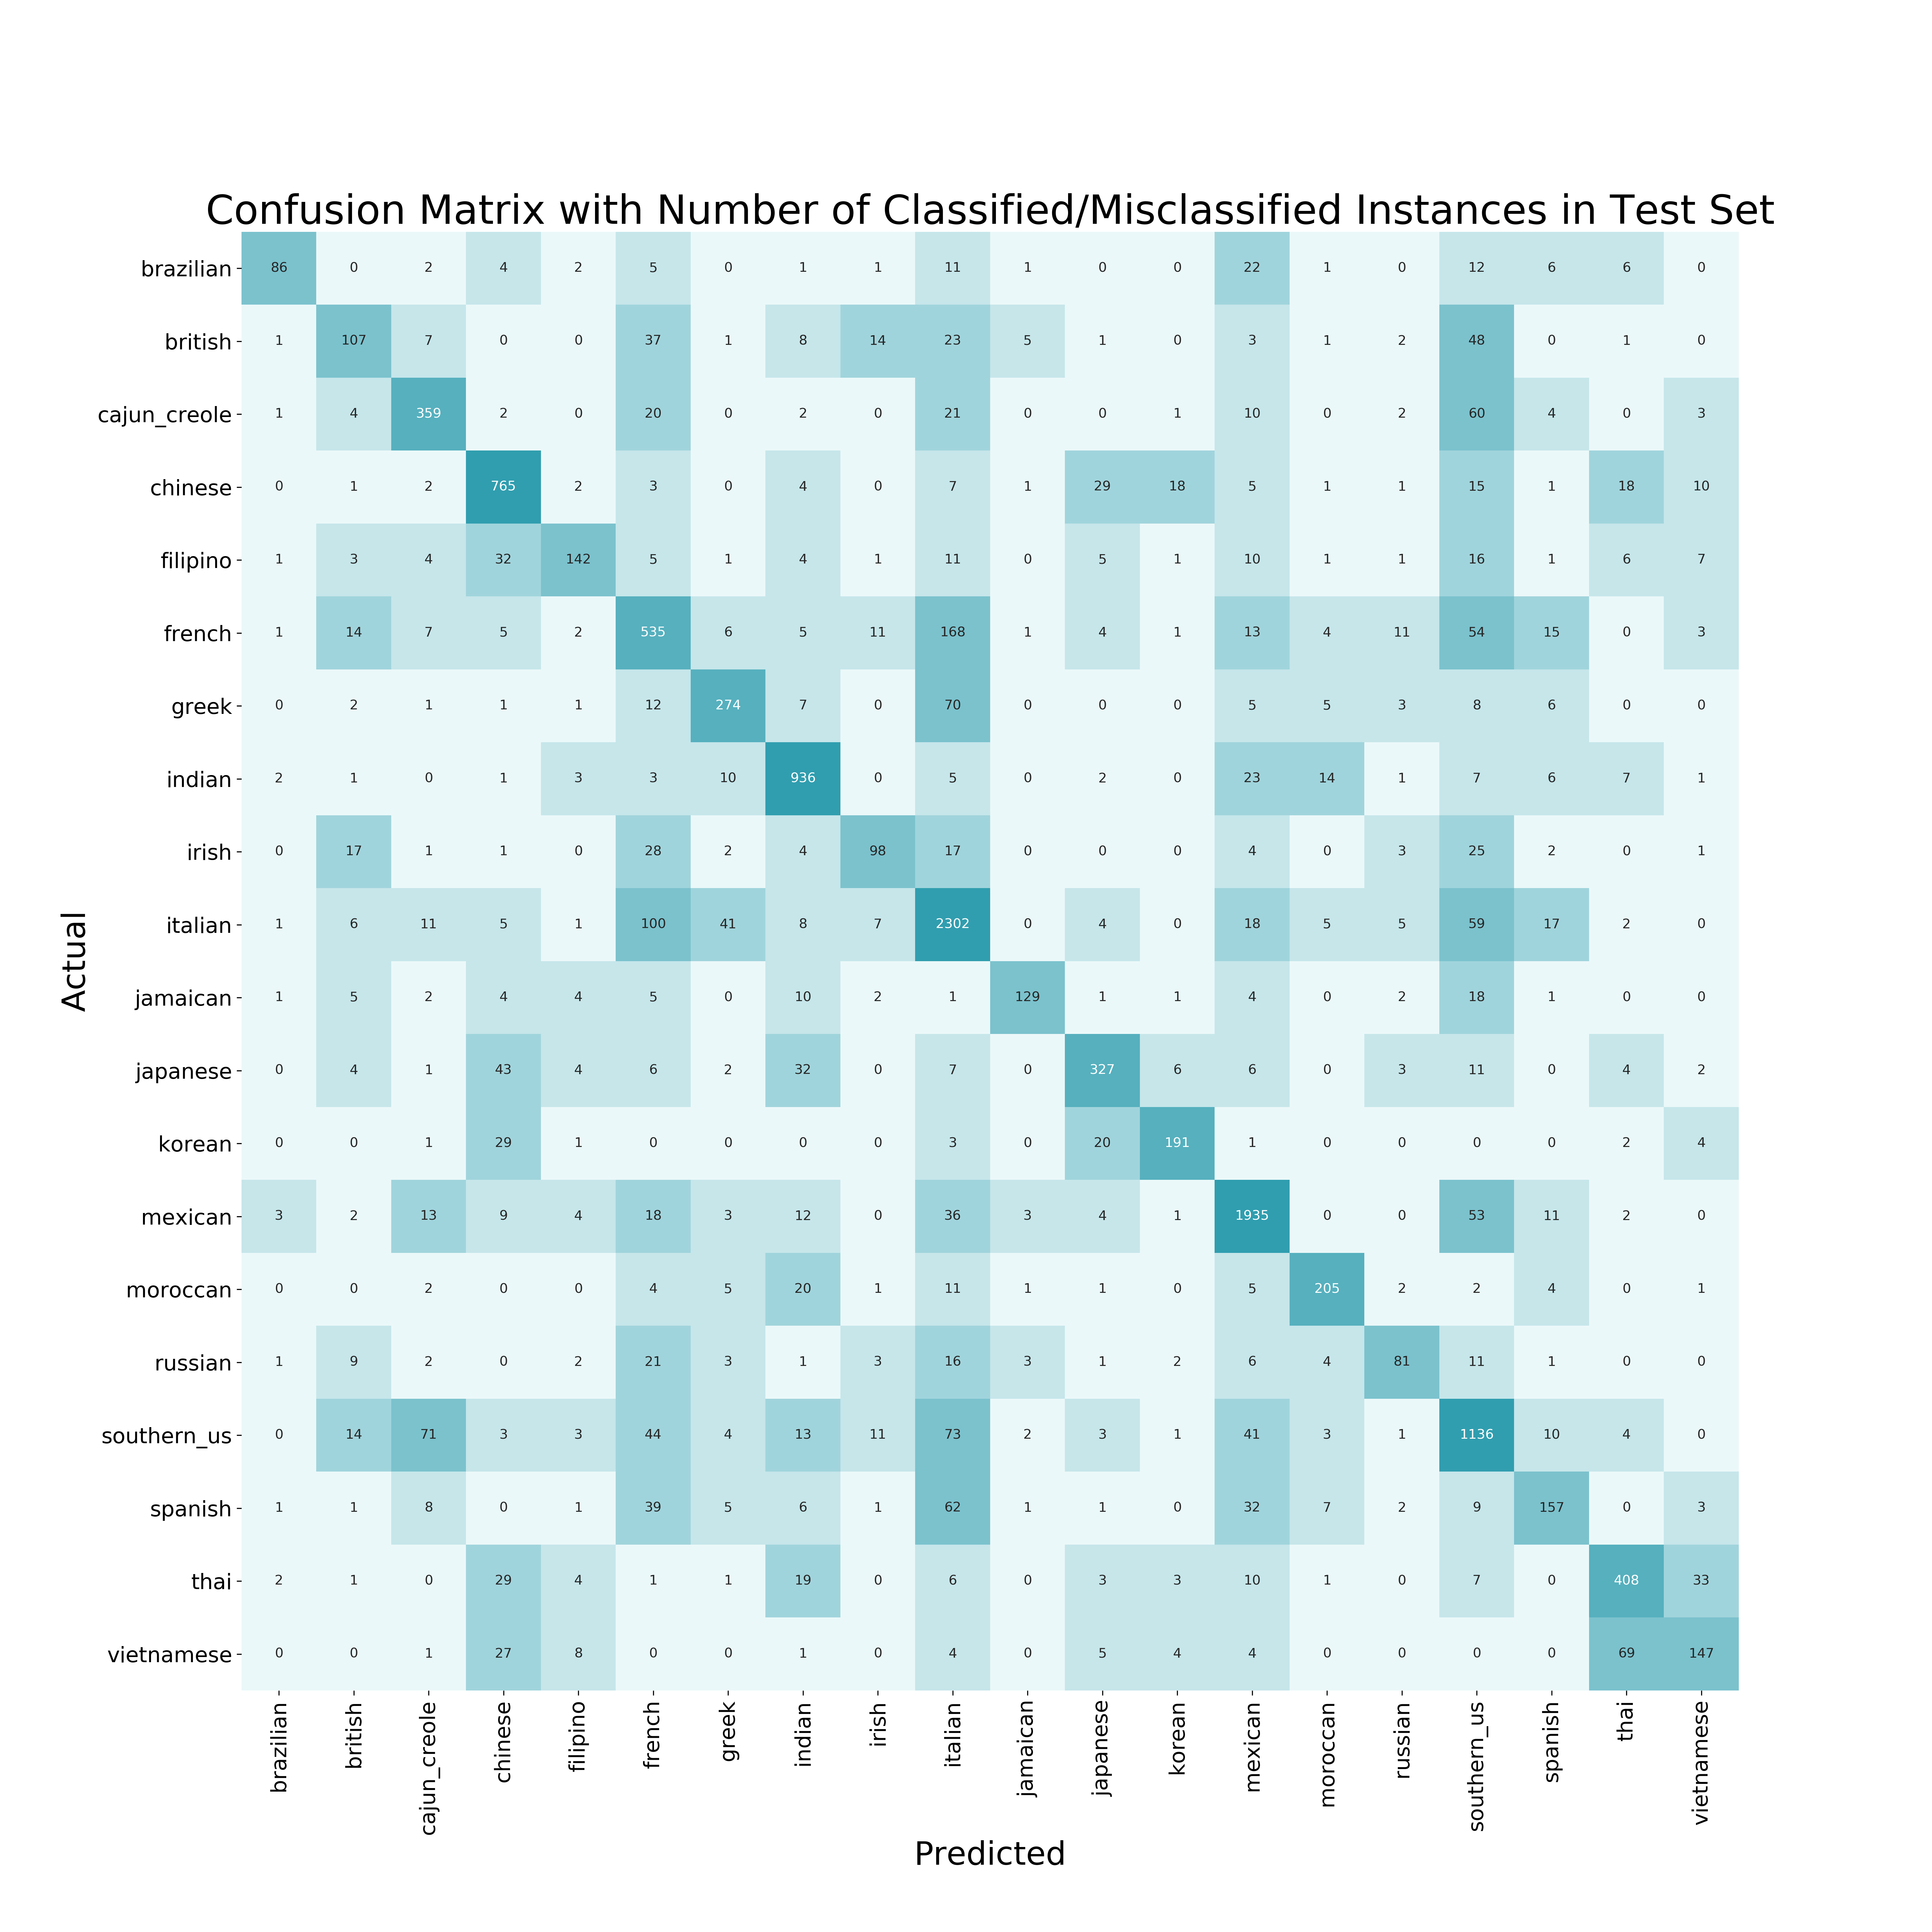 Confusion Matrix with Number of Classified/Misclassified Instances in Test Set
brazilian 86 0 2 4 2 5 0 1 1 11 1 0 0 22 1 0 12 6 6 0
british 1 107 7 0 0 37 1 8 14 23 5 1 0 3 1 2 48 0 1 0
cajun_creole 1 4 359 2 0 20 0 2 0 21 0 0 1 10 0 2 60 4 0 3
chinese 0 1 2 765 2 3 0 4 0 7 1 29 18 5 1 1 15 1 18 10
filipino 1 3 4 32 142 5 1 4 1 11 0 5 1 10 1 1 16 1 6 7
french 1 14 7 5 2 535 6 5 11 168 1 4 1 13 4 11 54 15 0 3
greek 0 2 1 1 1 12 274 7 0 70 0 0 0 5 5 3 8 6 0 0
indian 2 1 0 1 3 3 10 936 0 5 0 2 0 23 14 1 7 6 7 1
irish 0 17 1 1 0 28 2 4 98 17 0 0 0 4 0 3 25 2 0 1
italian 1 6 11 5 1 100 41 8 7 2302 0 4 0 18 5 5 59 17 2 0
jamaican 1 5 2 4 4 5 0 10 2 1 129 1 1 4 0 2 18 1 0 0
japanese 0 4 1 43 4 6 2 32 0 7 0 327 6 6 0 3 11 0 4 2
korean 0 0 1 29 1 0 0 0 0 3 0 20 191 1 0 0 0 0 2 4
mexican 3 2 13 9 4 18 3 12 0 36 3 4 1 1935 0 0 53 11 2 0
moroccan 0 0 2 0 0 4 5 20 1 11 1 1 0 5 205 2 2 4 0 1
russian 1 9 2 0 2 21 3 1 3 16 3 1 2 6 4 81 11 1 0 0
southern_us 0 14 71 3 3 44 4 13 11 73 2 3 1 41 3 1 1136 10 4 0
spanish 1 1 8 0 1 39 5 6 1 62 1 1 0 32 7 2 9 157 0 3
thai 2 1 0 29 4 1 1 19 0 6 0 3 3 10 1 0 7 0 408 33
vietnamese 0 0 1 27 8 0 0 1 0 4 0 5 4 4 0 0 0 0 69 147
Actual
brazilian british cajun_creole chinese filipino french greek indian irish italian jamaican japanese korean mexican moroccan russian southern_us spanish thai vietnamese
Predicted